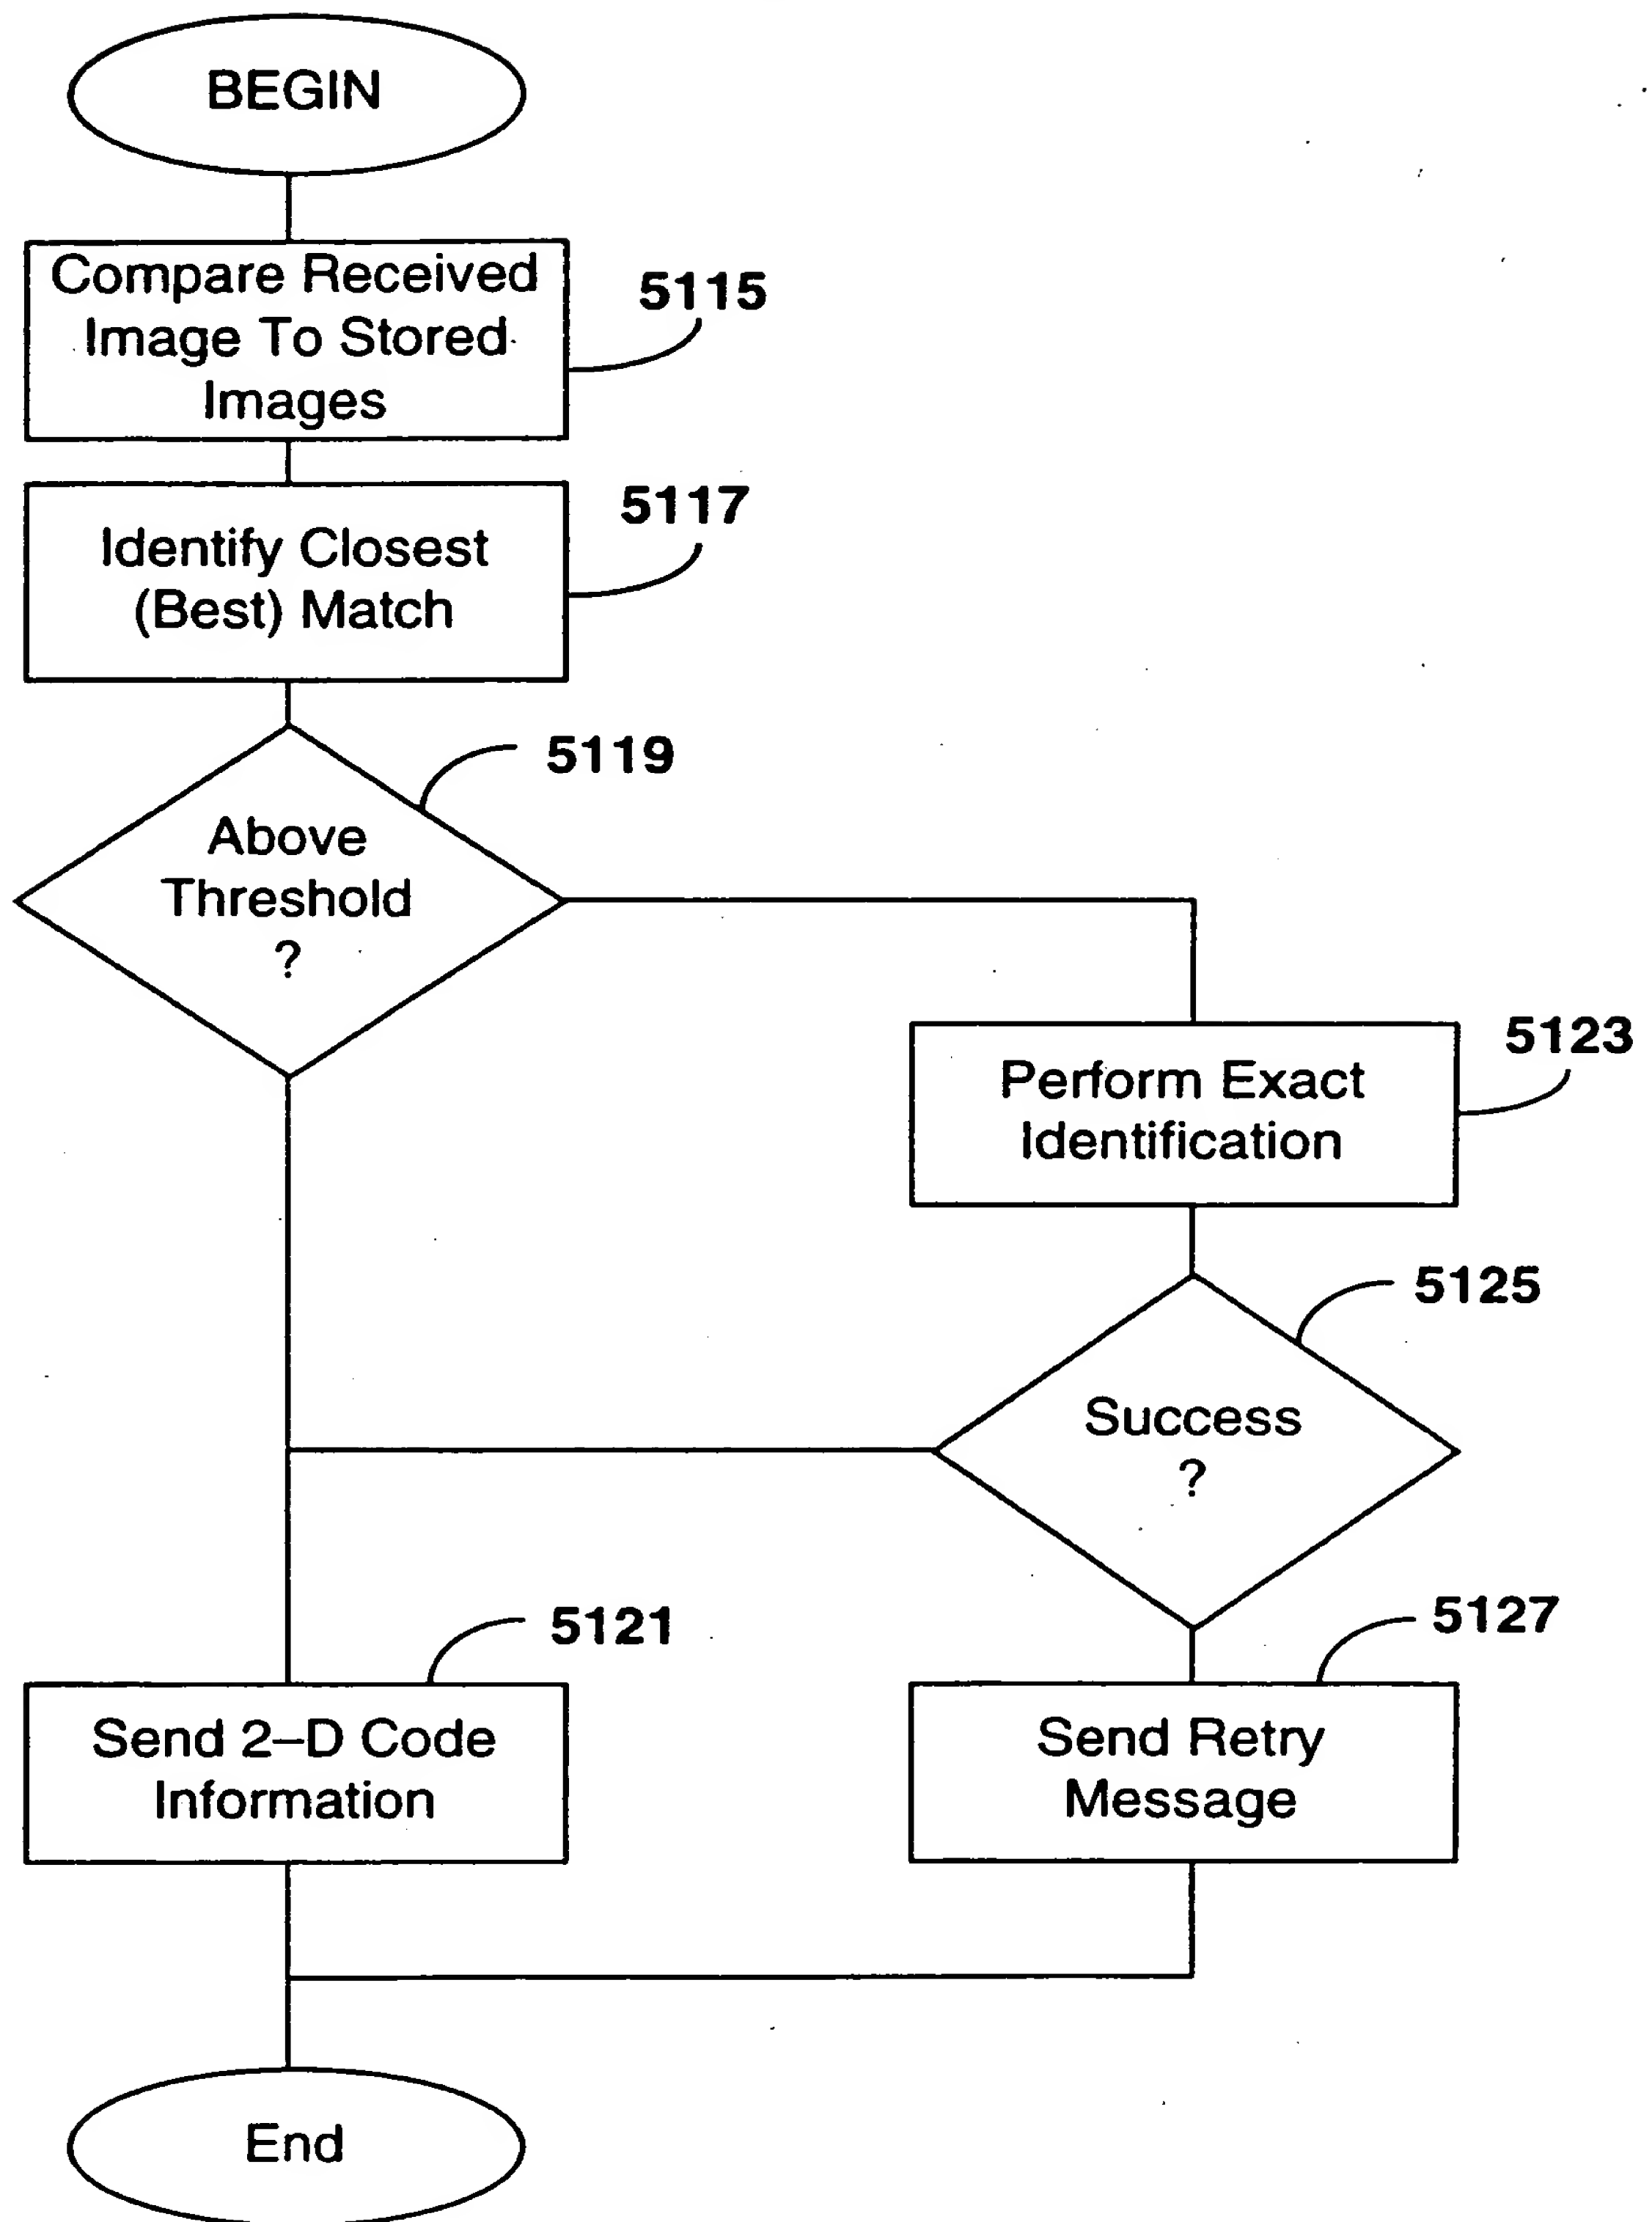 BEGIN
Compare Received
Image To Stored
Images
5115
Identify Closest
(Best) Match
5117
Above
Threshold
?
5119
Perform Exact
Identification
5123
Success
?
5125
Send 2–D Code
Information
5121
Send Retry
Message
5127
End